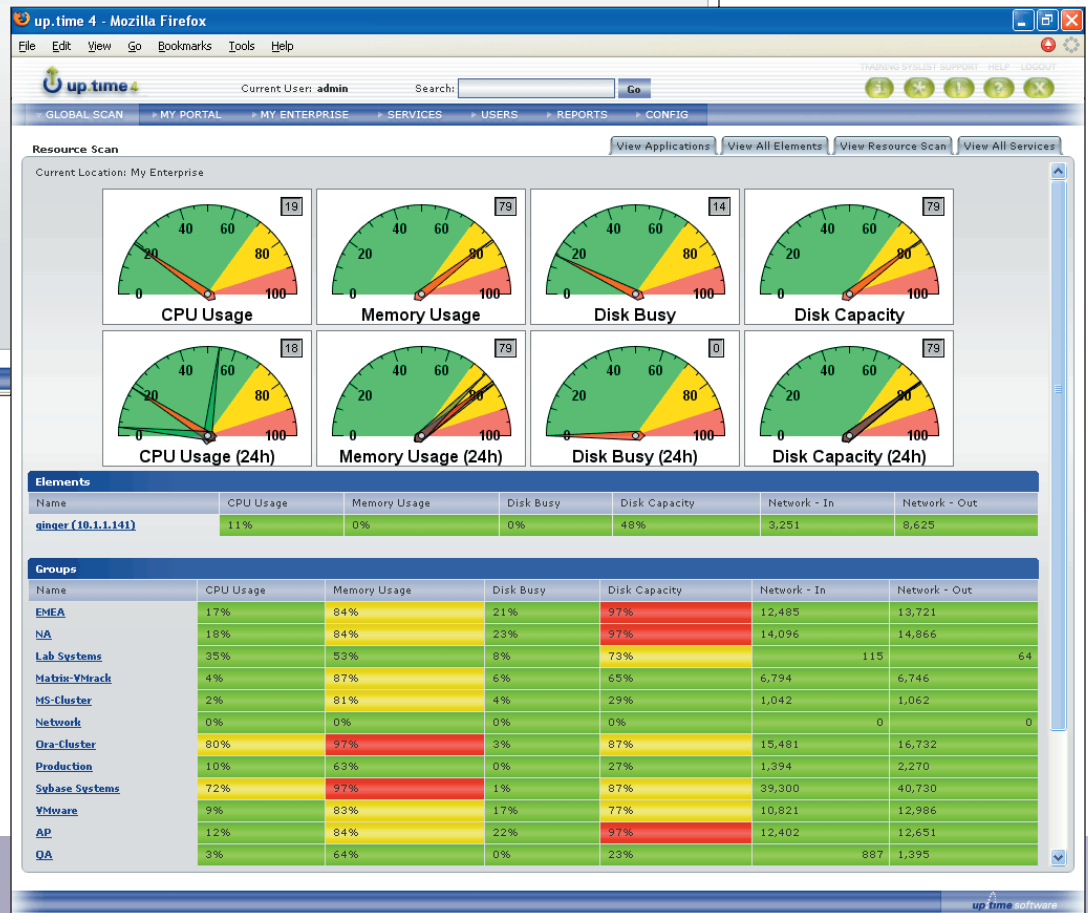 up.time 4 - Mozilla Firefox
File Edit View Go Bookmarks Tools Help
TRAINING SYSLIST SUPPORT HELP LOGOUT
up.time 4 Current User: admin Search: Go
GLOBAL SCAN MY PORTAL MY ENTERPRISE SERVICES USERS REPORTS CONFIG
Resource Scan View Applications View All Elements View Resource Scan View All Services
Current Location: My Enterprise
19 0 20 40 60 80 100 CPU Usage
79 0 20 40 60 80 100 Memory Usage
14 0 20 40 60 80 100 Disk Busy
79 0 20 40 60 80 100 Disk Capacity
18 0 20 40 60 80 100 CPU Usage (24h)
79 0 20 40 60 80 100 Memory Usage (24h)
0 0 20 40 60 80 100 Disk Busy (24h)
79 0 20 40 60 80 100 Disk Capacity (24h)
Elements
Name CPU Usage Memory Usage Disk Busy Disk Capacity Network - In Network - Out
ginger (10.1.1.141) 11% 0% 0% 48% 3,251 8,625
Groups
Name CPU Usage Memory Usage Disk Busy Disk Capacity Network - In Network - Out
EMEA 17% 84% 21% 97% 12,485 13,721
NA 18% 84% 23% 97% 14,096 14,866
Lab Systems 35% 53% 8% 73% 115 64
Matrix-VMrack 4% 87% 6% 65% 6,794 6,746
MS-Cluster 2% 81% 4% 29% 1,042 1,062
Network 0% 0% 0% 0% 0 0
Ora-Cluster 80% 97% 3% 87% 15,481 16,732
Production 10% 63% 0% 27% 1,394 2,270
Sybase Systems 72% 97% 1% 87% 39,300 40,730
VMware 9% 83% 17% 77% 10,821 12,986
AP 12% 84% 22% 97% 12,402 12,651
QA 3% 64% 0% 23% 887 1,395
up.time software